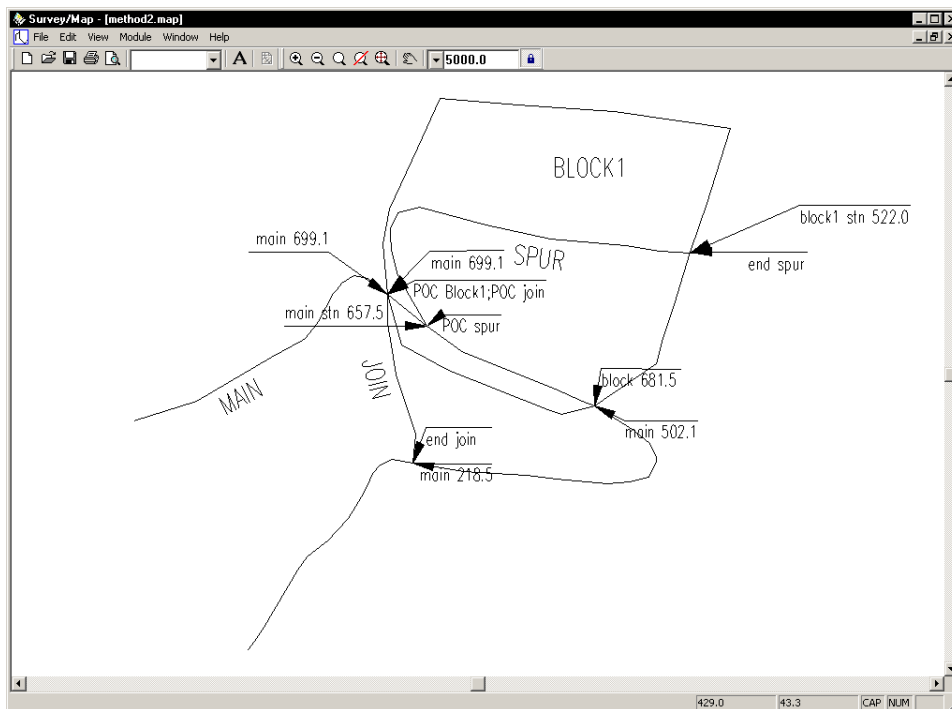 Survey/Map - [method2.map]
File Edit View Module Window Help
A 5000.0
BLOCK1
block1 stn 522.0
main 699.1
SPUR
main 699.1
end spur
POC Block1;POC join
main stn 657.5
POC spur
JOIN
MAIN
block 681.5
main 502.1
end join
main 218.5
429.0 43.3 CAP NUM